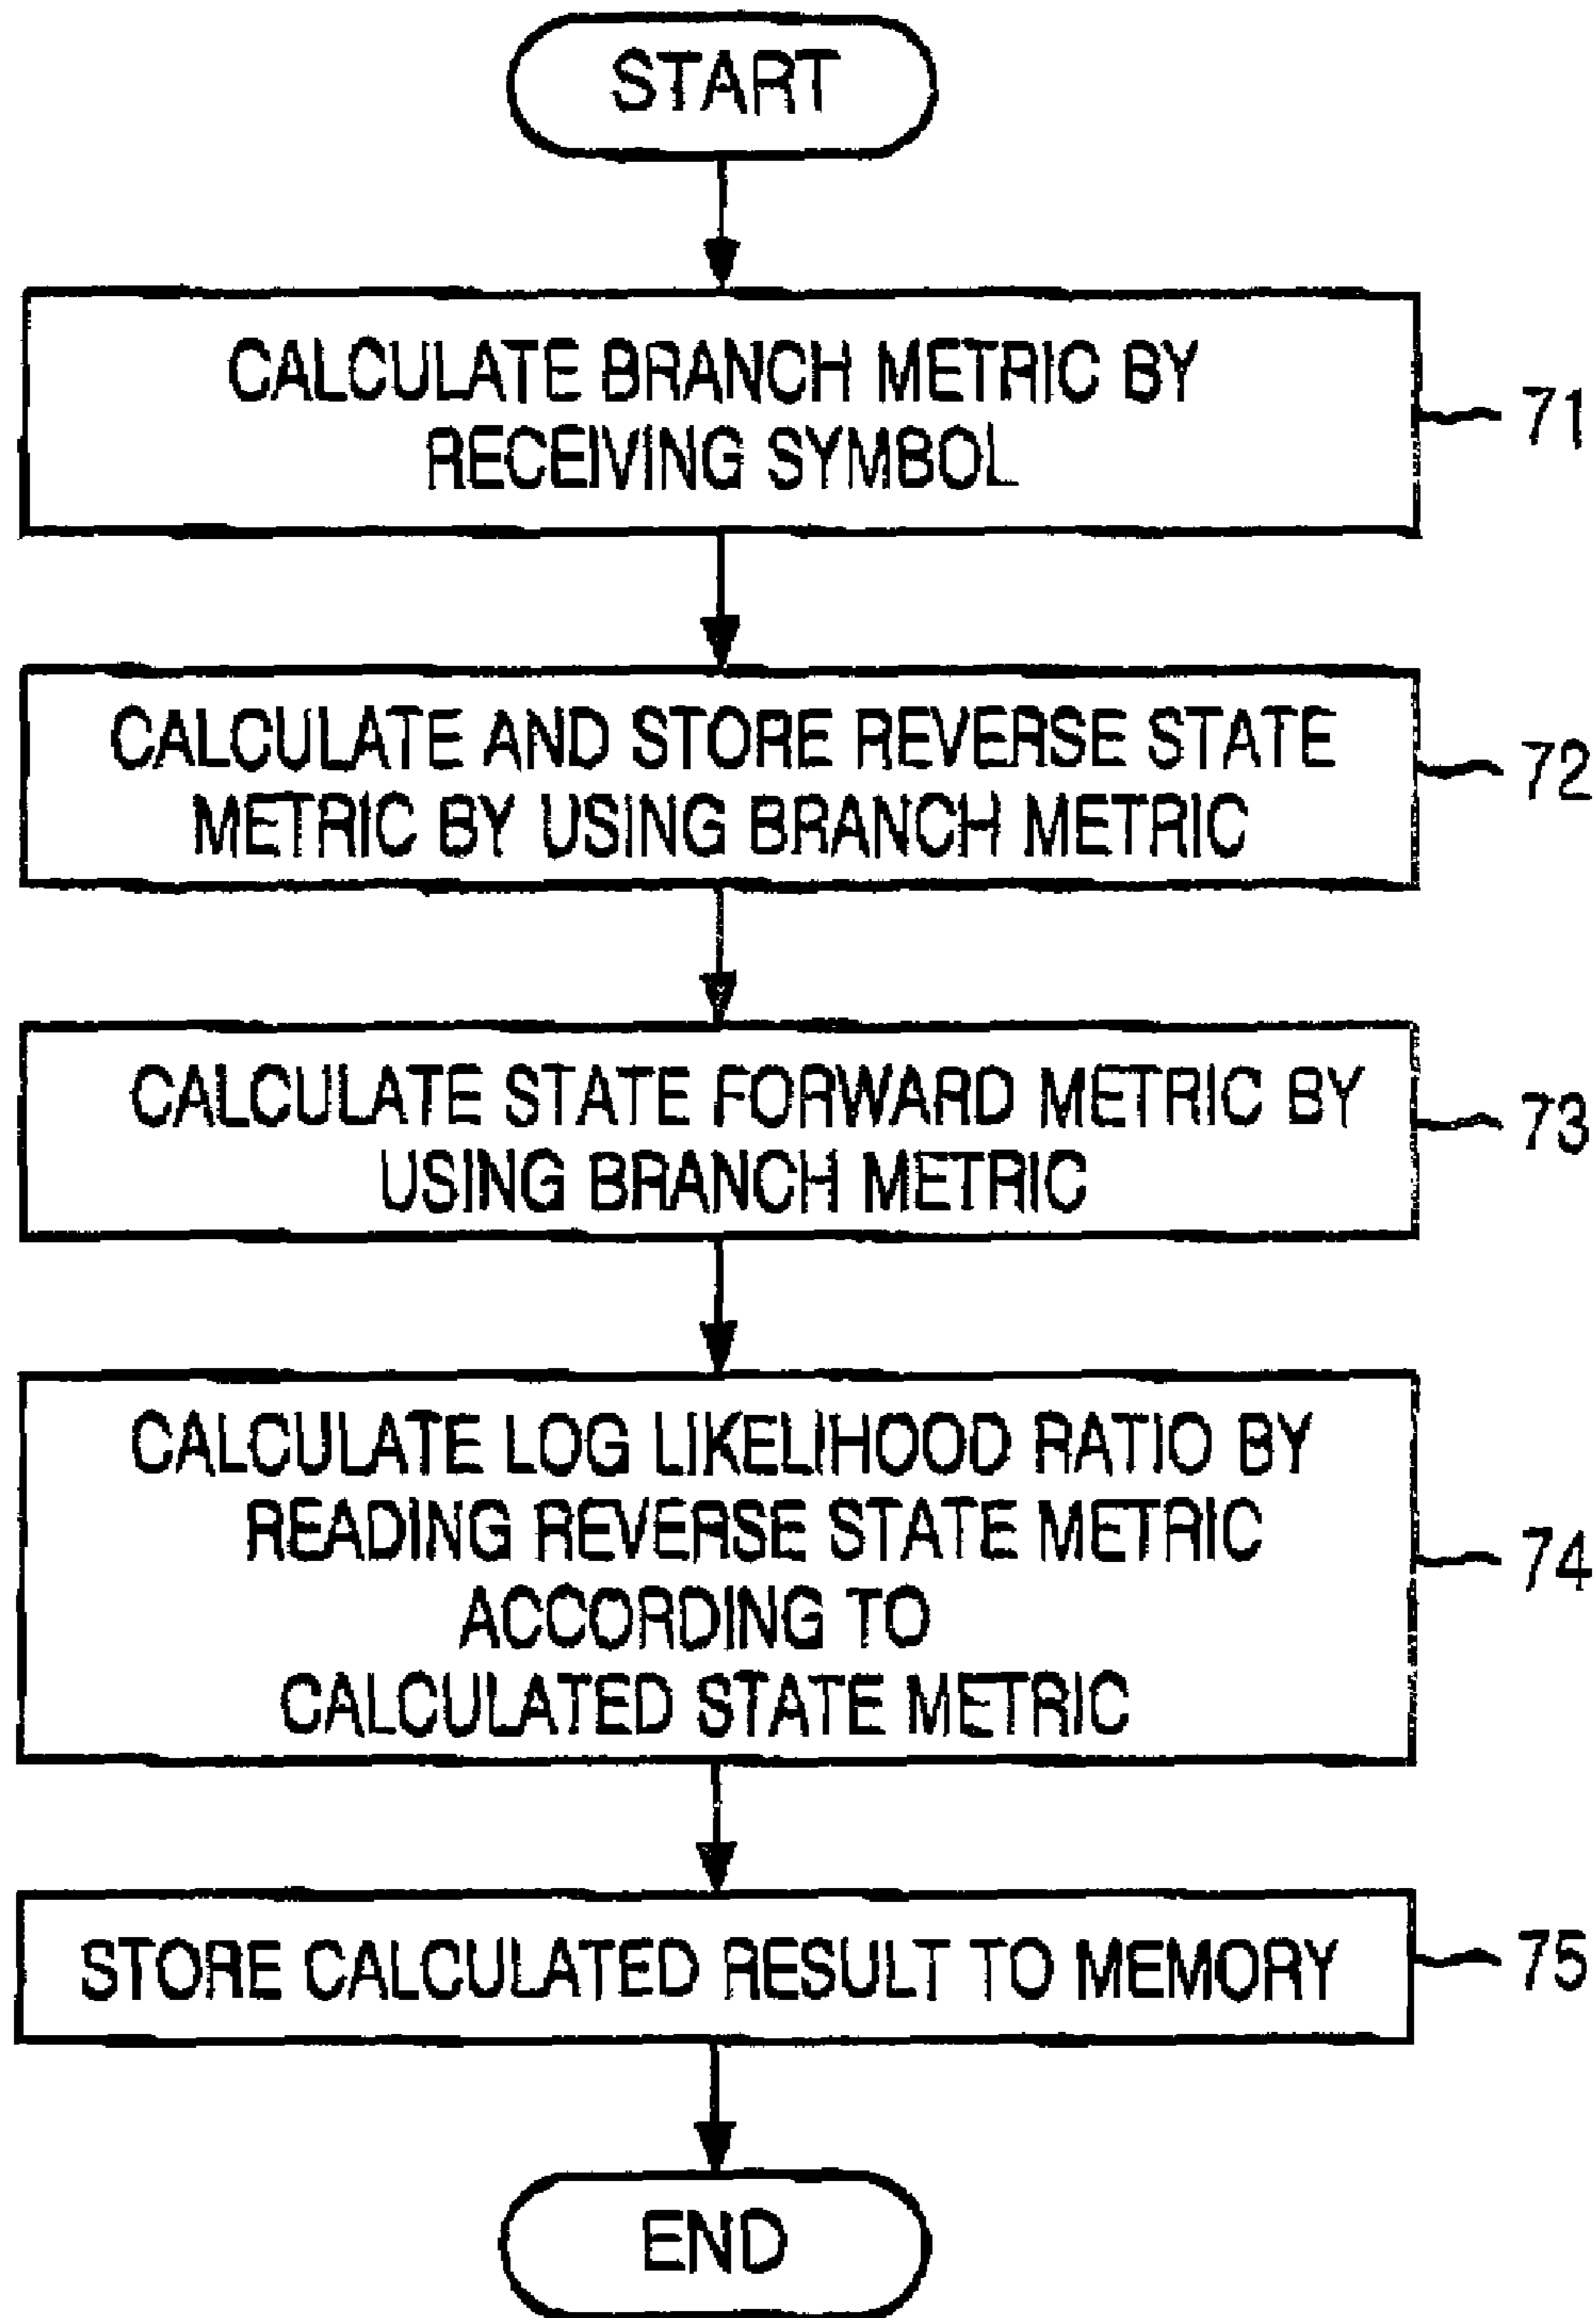 START
CALCULATE BRANCH METRIC BY
RECEIVING SYMBOL
71
CALCULATE AND STORE REVERSE STATE
METRIC BY USING BRANCH METRIC
72
CALCULATE STATE FORWARD METRIC BY
USING BRANCH METRIC
73
CALCULATE LOG LIKELIHOOD RATIO BY
READING REVERSE STATE METRIC
ACCORDING TO
CALCULATED STATE METRIC
74
STORE CALCULATED RESULT TO MEMORY
75
END